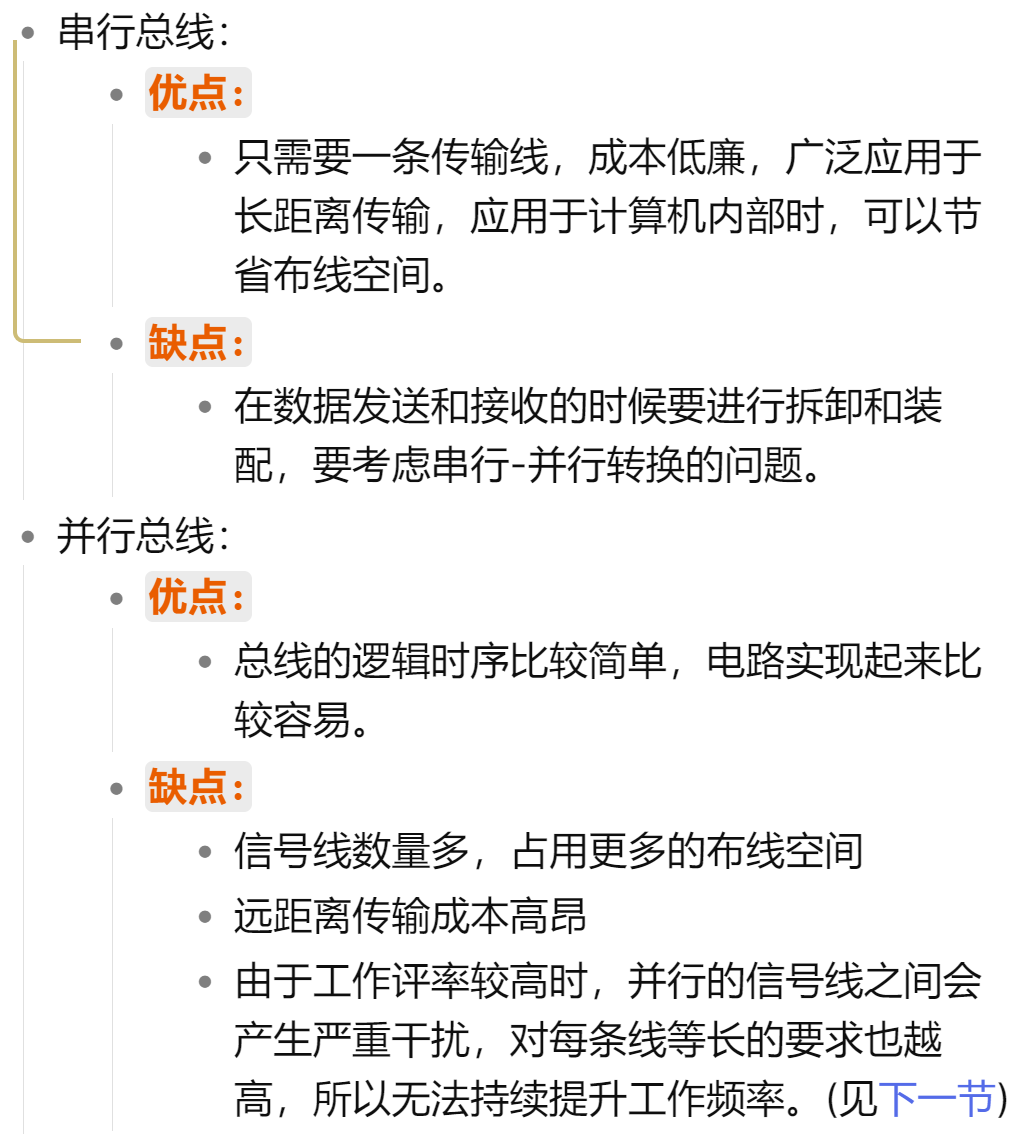 串行总线：
优点：
只需要一条传输线，成本低廉，广泛应用于
长距离传输，应用于计算机内部时，可以节
省布线空间。
缺点：
在数据发送和接收的时候要进行拆卸和装
配，要考虑串行-并行转换的问题。
并行总线：
优点：
总线的逻辑时序比较简单，电路实现起来比
较容易。
缺点：
信号线数量多，占用更多的布线空间
远距离传输成本高昂
由于工作评率较高时，并行的信号线之间会
产生严重干扰，对每条线等长的要求也越
高，所以无法持续提升工作频率。(见下一节)